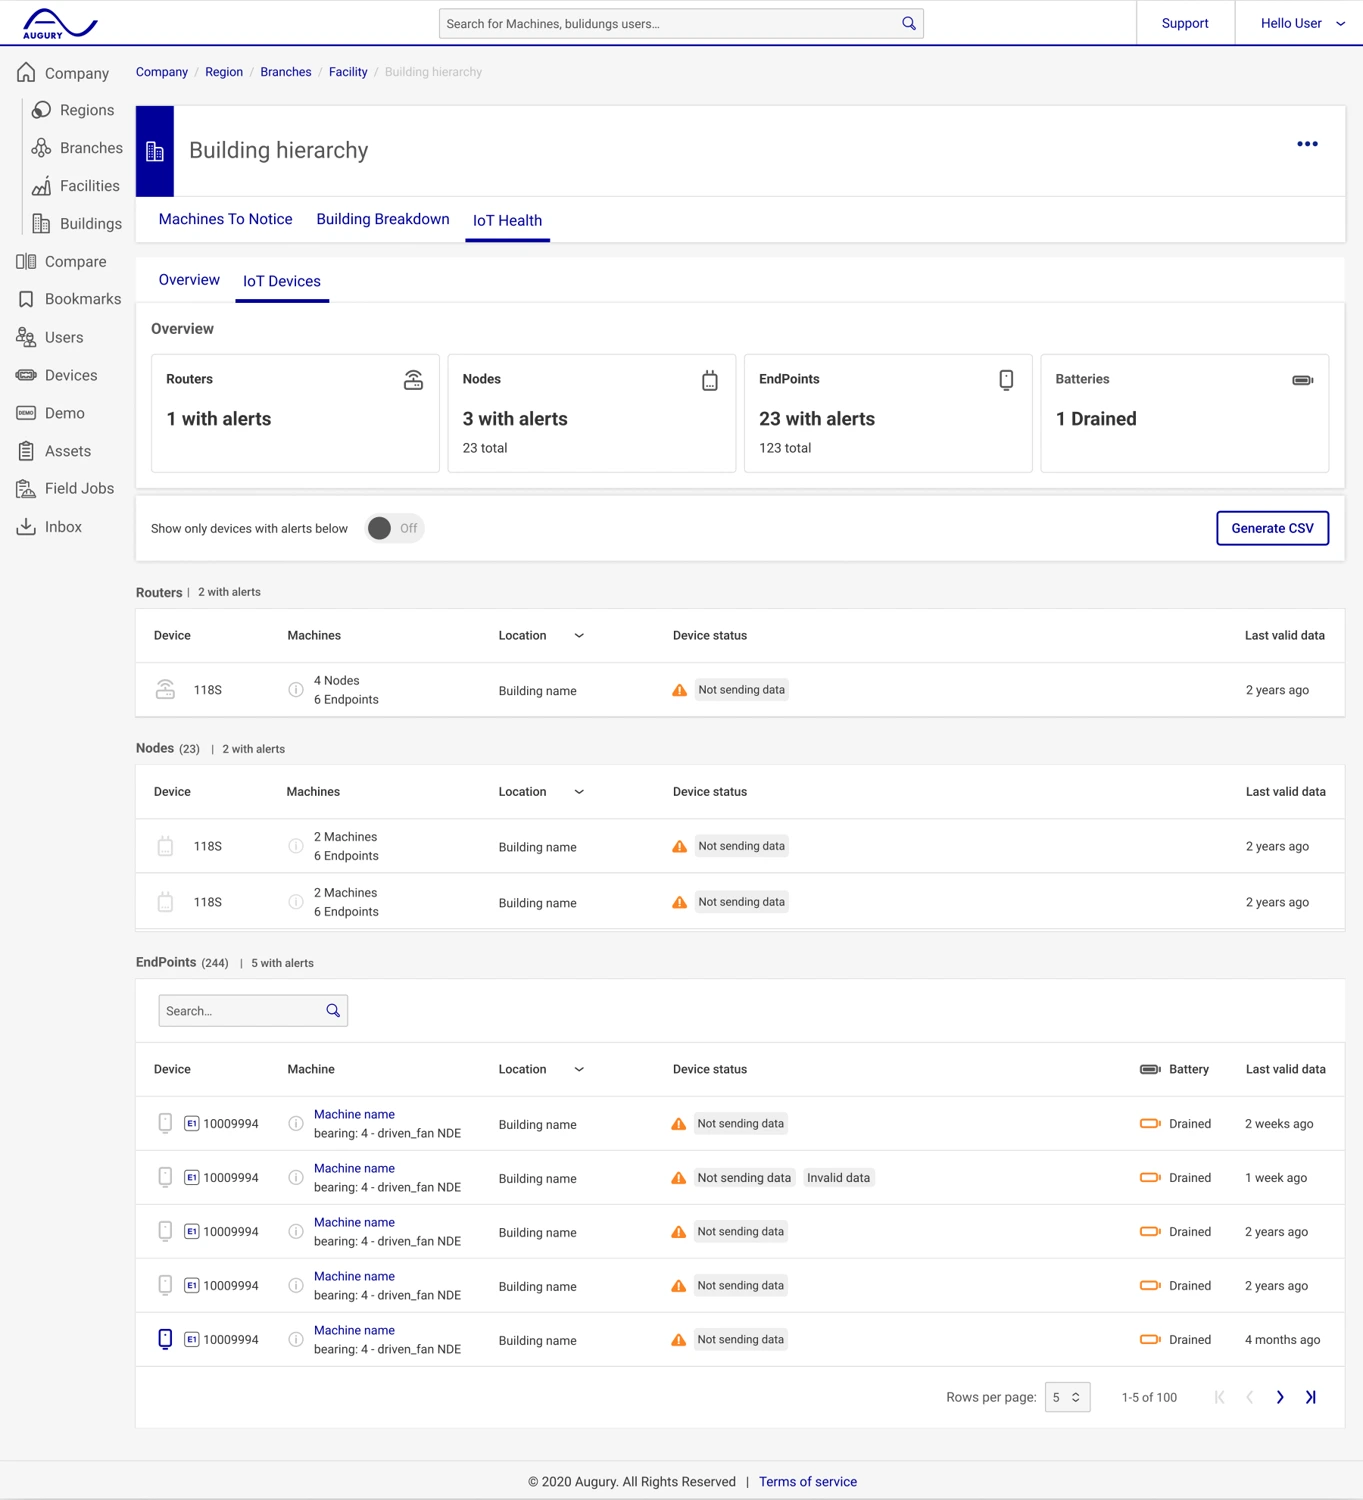 AUGURY
Search for Machines, bulidungs users...
Support
Hello User
Company
Regions
Branches
Facilities
Buildings
Compare
Bookmarks
Users
Devices
DEMO Demo
Assets
Field Jobs
Inbox
Company / Region / Branches / Facility / Building hierarchy
Building hierarchy
Machines To Notice Building Breakdown IoT Health
Overview IoT Devices
Overview
Routers
1 with alerts
Nodes
3 with alerts
23 total
EndPoints
23 with alerts
123 total
Batteries
1 Drained
Show only devices with alerts below Off
Generate CSV
Routers | 2 with alerts
Device Machines Location Device status Last valid data
118S 4 Nodes
6 Endpoints Building name Not sending data 2 years ago
Nodes (23) | 2 with alerts
Device Machines Location Device status Last valid data
118S 2 Machines
6 Endpoints Building name Not sending data 2 years ago
118S 2 Machines
6 Endpoints Building name Not sending data 2 years ago
EndPoints (244) | 5 with alerts
Search...
Device Machine Location Device status Battery Last valid data
E1 10009994 Machine name
bearing: 4 - driven_fan NDE Building name Not sending data Drained 2 weeks ago
E1 10009994 Machine name
bearing: 4 - driven_fan NDE Building name Not sending data Invalid data Drained 1 week ago
E1 10009994 Machine name
bearing: 4 - driven_fan NDE Building name Not sending data Drained 2 years ago
E1 10009994 Machine name
bearing: 4 - driven_fan NDE Building name Not sending data Drained 2 years ago
E1 10009994 Machine name
bearing: 4 - driven_fan NDE Building name Not sending data Drained 4 months ago
Rows per page: 5 1-5 of 100
© 2020 Augury. All Rights Reserved | Terms of service